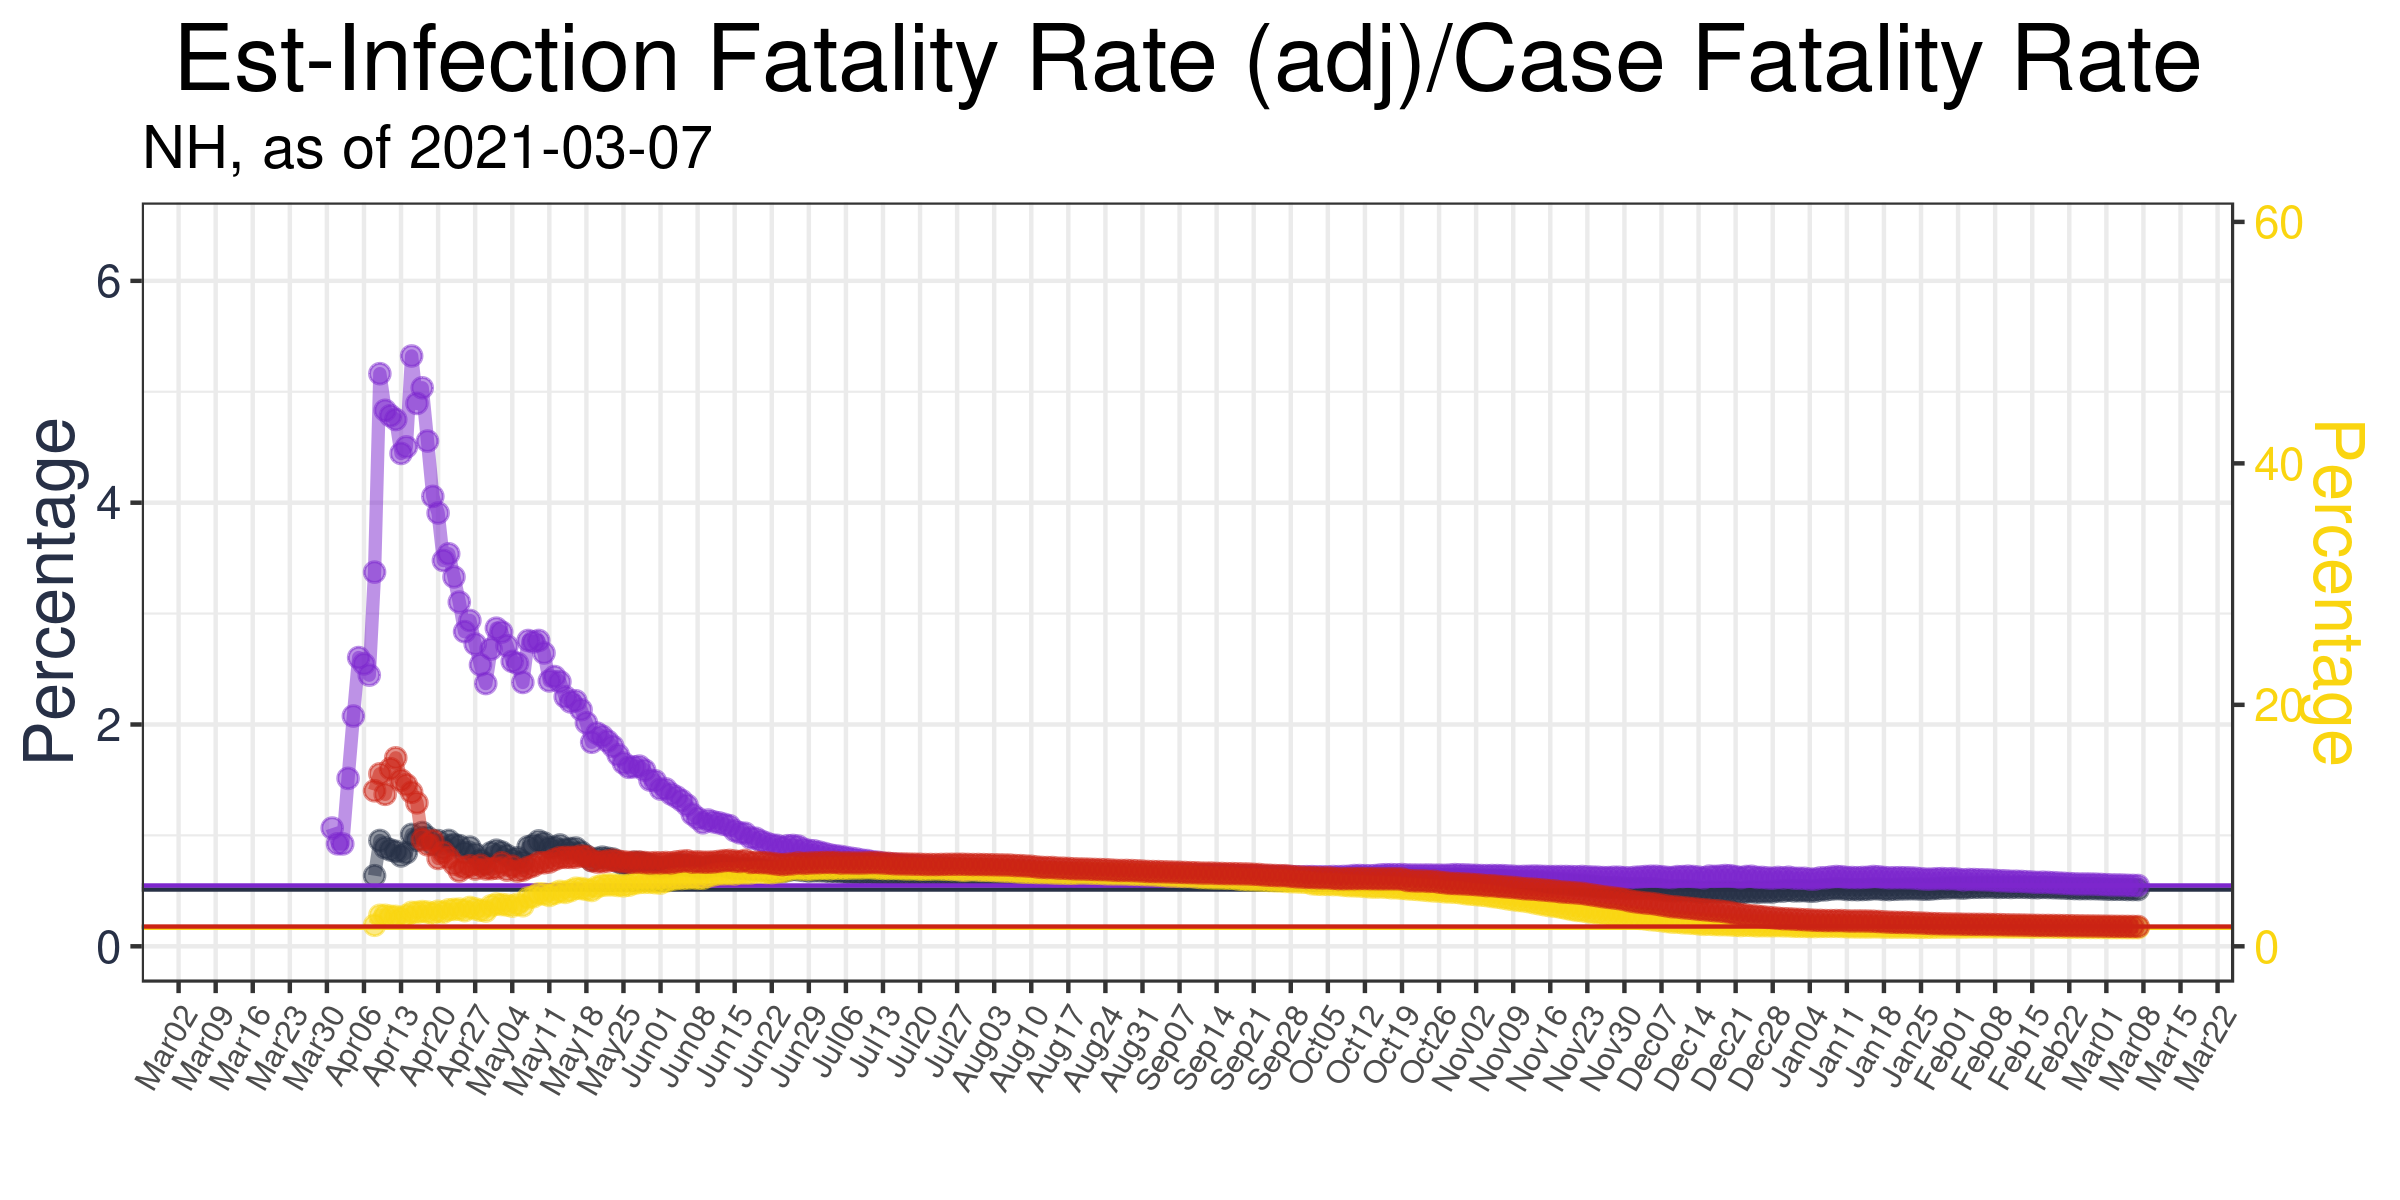 Est-Infection Fatality Rate (adj)/Case Fatality Rate
NH, as of 2021-03-07
Percentage
6
4
2
0
60
40
20
0
Percentage
Mar02
Mar09
Mar16
Mar23
Mar30
Apr06
Apr13
Apr20
Apr27
May04
May11
May18
May25
Jun01
Jun08
Jun15
Jun22
Jun29
Jul06
Jul13
Jul20
Jul27
Aug03
Aug10
Aug17
Aug24
Aug31
Sep07
Sep14
Sep21
Sep28
Oct05
Oct12
Oct19
Oct26
Nov02
Nov09
Nov16
Nov23
Nov30
Dec07
Dec14
Dec21
Dec28
Dec04
Jan11
Jan18
Jan25
Feb01
Feb08
Feb15
Feb22
Mar01
Mar08
Mar15
Mar22